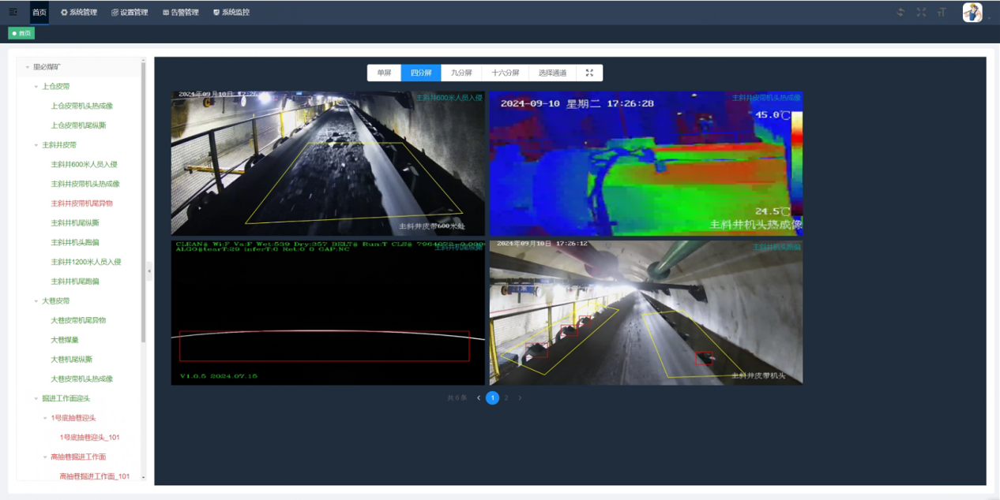 首页 系统管理 设置管理 告警管理 系统监控
首页
里必煤矿
上仓皮带
上仓皮带机头热成像
上仓皮带机尾纵撕
主斜井皮带
主斜井600米人员入侵
主斜井皮带机头热成像
主斜井皮带机尾异物
主斜井机尾纵撕
主斜井机头跑偏
主斜井1200米人员入侵
主斜井机尾跑偏
大巷皮带
大巷皮带机尾异物
大巷煤量
大巷机尾纵撕
大巷皮带机头热成像
掘进工作面迎头
1号底抽巷迎头
1号底抽巷迎头_101
高抽巷掘进工作面
高抽巷掘进工作面_101
单屏 四分屏 九分屏 十六分屏 选择通道
2024年09月10日 17:26
主斜井600米人员入侵
主斜井皮带600米处
2024-09-10 星期二 17:26:28
主斜井皮带机头热成像
45.0℃
24.5℃
主斜井机头热成像
CLEAN@ Wi:F Va:F Wet:539 Dry:357 BELT@ Run:T CLS@
ALGO@tearT:29 inferT:0 Ret:0 0 GAP:NC
主斜井机尾纵撕
V1.0.5 2024.07.15
2024年09月10日 17:26:12
主斜井机头跑偏
主斜井皮带机头
共 6 条 1 2